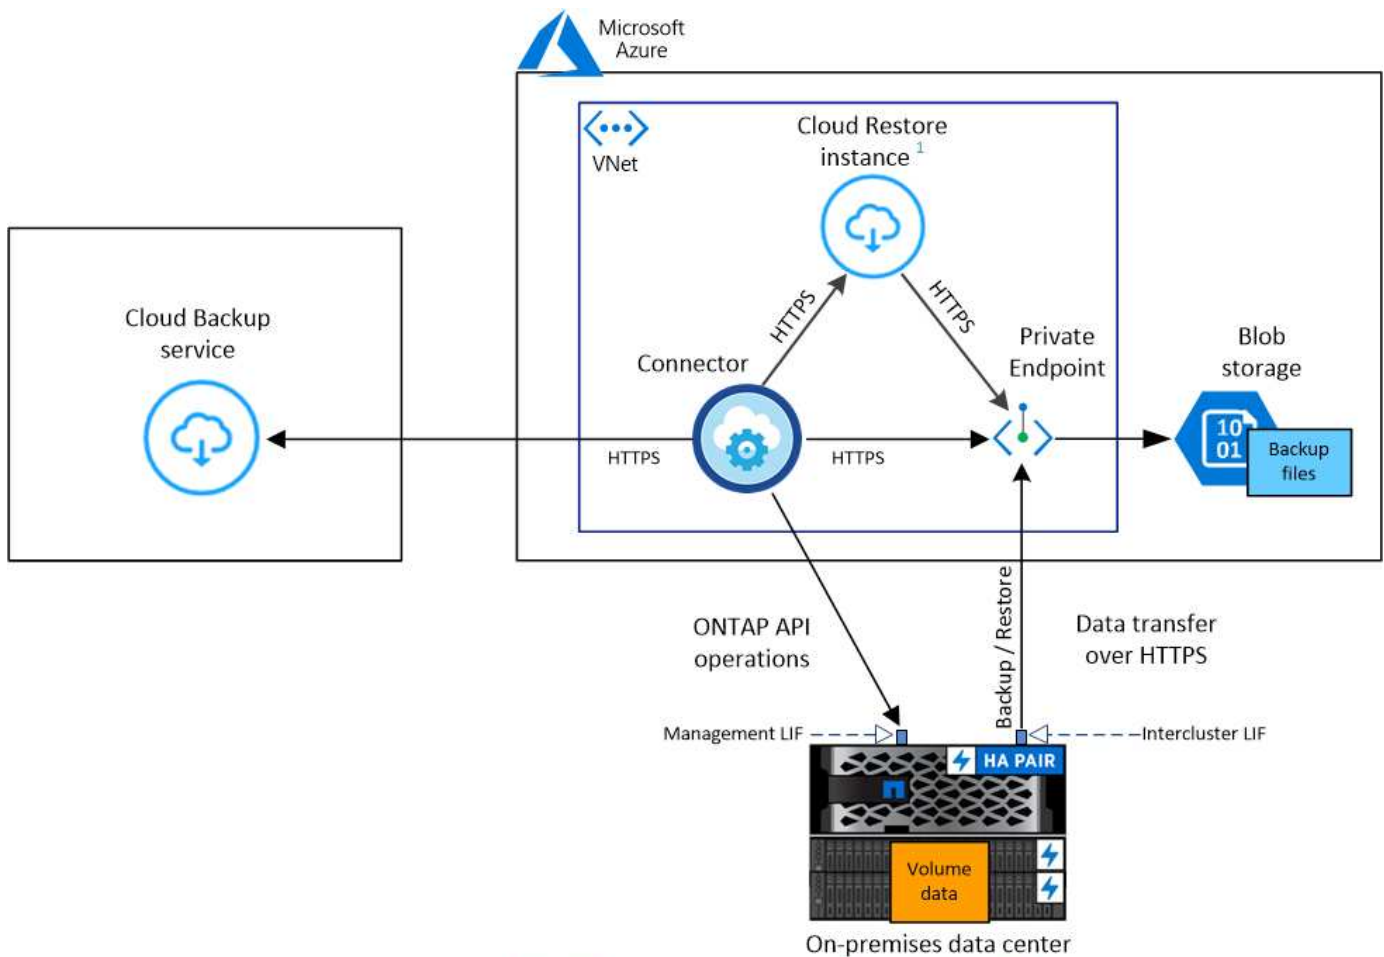 Microsoft
Azure
VNet
Cloud Restore
instance 1
HTTPS
HTTPS
Cloud Backup
service
Connector
Private
Endpoint
Blob
storage
HTTPS
HTTPS
10
01
Backup
files
ONTAP API
operations
Backup / Restore
Data transfer
over HTTPS
Management LIF
Intercluster LIF
HA PAIR
Volume
data
On-premises data center